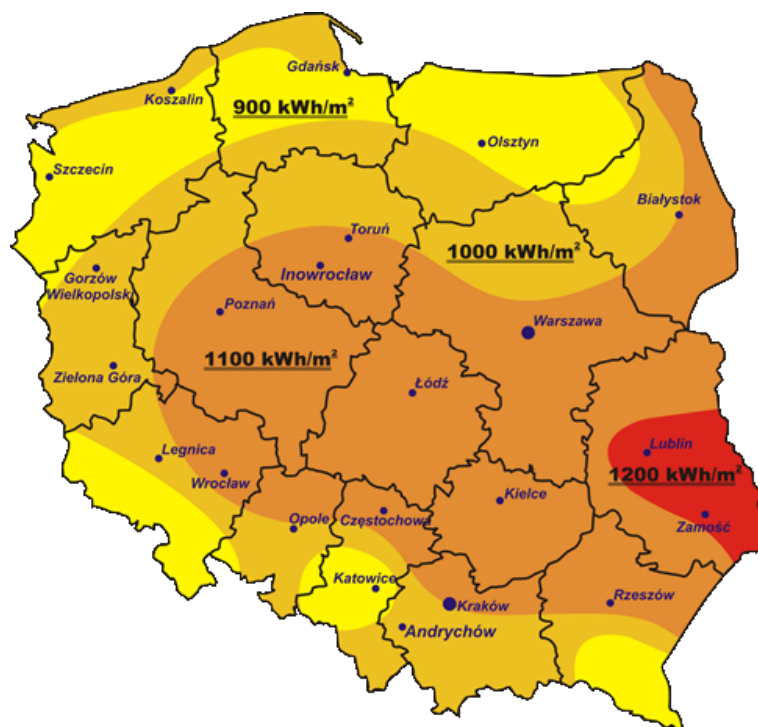 Gdańsk
Koszalin
900 kWh/m²
Olsztyn
Szczecin
Białystok
Toruń
1000 kWh/m²
Inowrocław
Gorzów
Wielkopolski
Poznań
Warszawa
1100 kWh/m²
Zielona Góra
Łódź
Legnica
Lublin
Wrocław
1200 kWh/m²
Kielce
Opole
Częstochowa
Zamość
Katowice
Kraków
Rzeszów
Andrychów